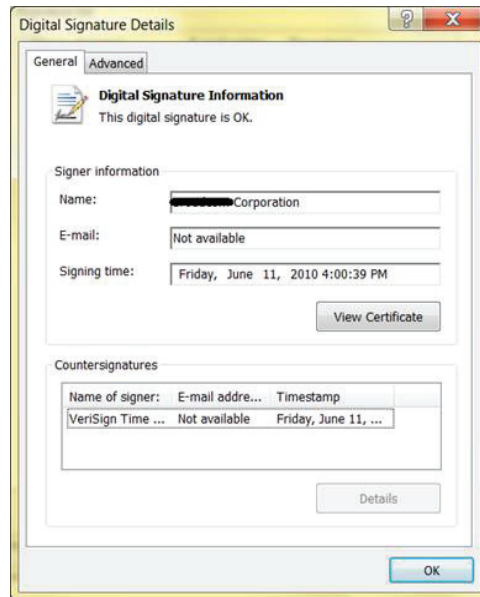 Digital Signature Details
General Advanced
Digital Signature Information
This digital signature is OK.
Signer information
Name: Corporation
E-mail: Not available
Signing time: Friday, June 11, 2010 4:00:39 PM
View Certificate
Countersignatures
Name of signer: E-mail addre... Timestamp
VeriSign Time ... Not available Friday, June 11, ...
Details
OK